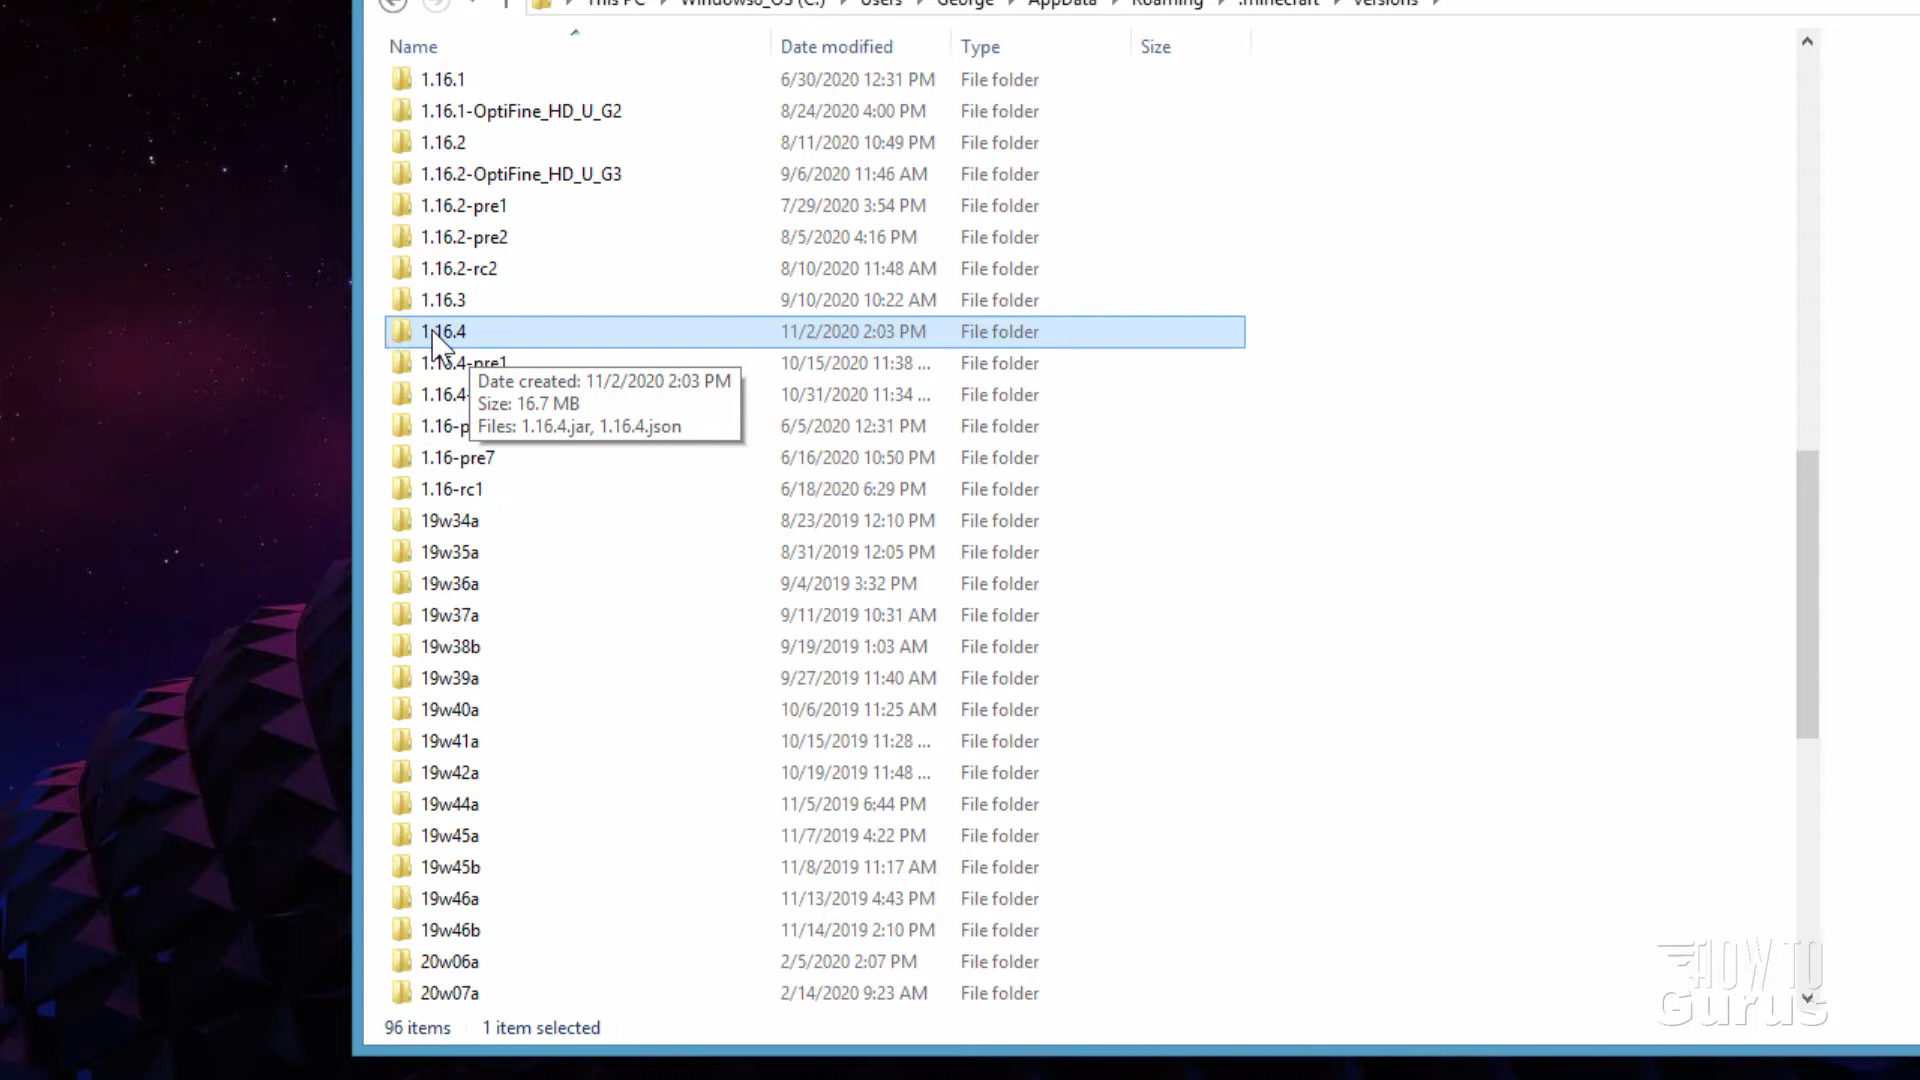 This PC Windows8_OS (C:) Users George AppData Roaming .minecraft versions
Name Date modified Type Size
1.16.1 6/30/2020 12:31 PM File folder
1.16.1-OptiFine_HD_U_G2 8/24/2020 4:00 PM File folder
1.16.2 8/11/2020 10:49 PM File folder
1.16.2-OptiFine_HD_U_G3 9/6/2020 11:46 AM File folder
1.16.2-pre1 7/29/2020 3:54 PM File folder
1.16.2-pre2 8/5/2020 4:16 PM File folder
1.16.2-rc2 8/10/2020 11:48 AM File folder
1.16.3 9/10/2020 10:22 AM File folder
1.16.4 11/2/2020 2:03 PM File folder
1.16.4-pre1 10/15/2020 11:38 ... File folder
1.16.4- 10/31/2020 11:34 ... File folder
1.16-p 6/5/2020 12:31 PM File folder
Date created: 11/2/2020 2:03 PM
Size: 16.7 MB
Files: 1.16.4.jar, 1.16.4.json
1.16-pre7 6/16/2020 10:50 PM File folder
1.16-rc1 6/18/2020 6:29 PM File folder
19w34a 8/23/2019 12:10 PM File folder
19w35a 8/31/2019 12:05 PM File folder
19w36a 9/4/2019 3:32 PM File folder
19w37a 9/11/2019 10:31 AM File folder
19w38b 9/19/2019 1:03 AM File folder
19w39a 9/27/2019 11:40 AM File folder
19w40a 10/6/2019 11:25 AM File folder
19w41a 10/15/2019 11:28 ... File folder
19w42a 10/19/2019 11:48 ... File folder
19w44a 11/5/2019 6:44 PM File folder
19w45a 11/7/2019 4:22 PM File folder
19w45b 11/8/2019 11:17 AM File folder
19w46a 11/13/2019 4:43 PM File folder
19w46b 11/14/2019 2:10 PM File folder
20w06a 2/5/2020 2:07 PM File folder
20w07a 2/14/2020 9:23 AM File folder
96 items 1 item selected
HOW TO
Gurus